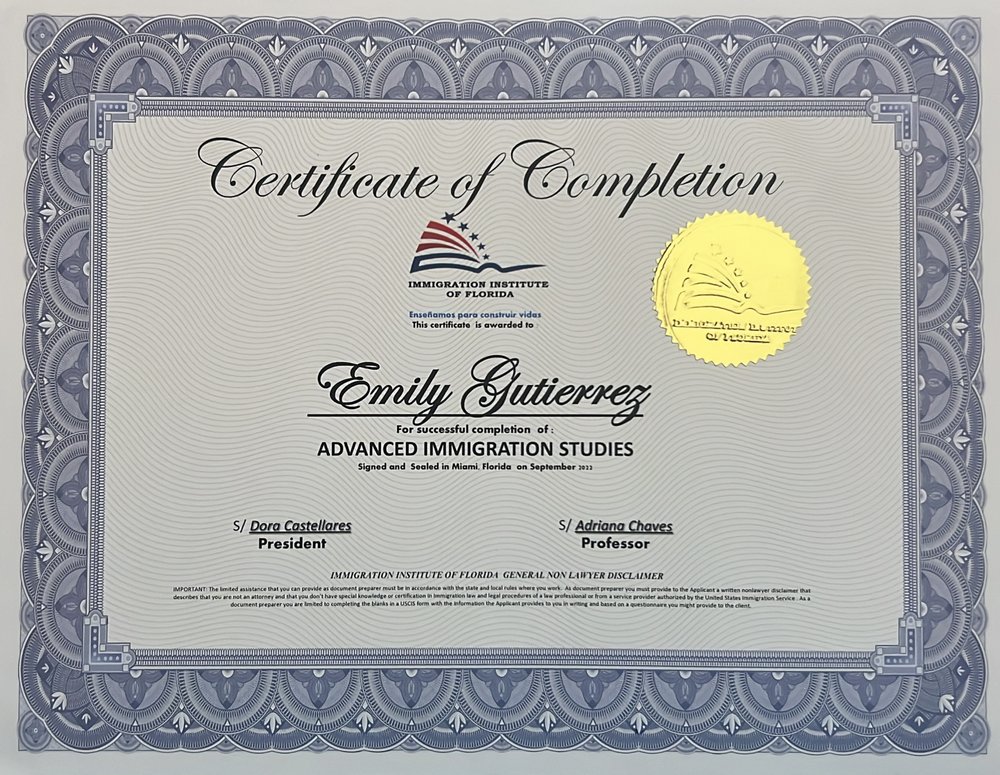 Certificate of Completion
IMMIGRATION INSTITUTE
OF FLORIDA
Enseñamos para construir vidas
This certificate is awarded to
Emily Gutierrez
For successful completion of :
ADVANCED IMMIGRATION STUDIES
Signed and Sealed in Miami, Florida on September 2022
S/ Dora Castellares
President
S/ Adriana Chaves
Professor
IMMIGRATION INSTITUTE OF FLORIDA GENERAL NON LAWYER DISCLAIMER
IMPORTANT: The limited assistance that you can provide as document preparer must be in accordance with the state and local rules where you work. As document preparer you must provide to the Applicant a written nonlawyer disclaimer that
describes that you are not an attorney and that you don't have special knowledge or certification in Immigration law and legal procedures of a law professional or from a service provider authorized by the United States Immigration Service. As a
document preparer you are limited to completing the blanks in a USCIS form with the information the Applicant provides to you in writing and based on a questionnaire you might provide to the client.